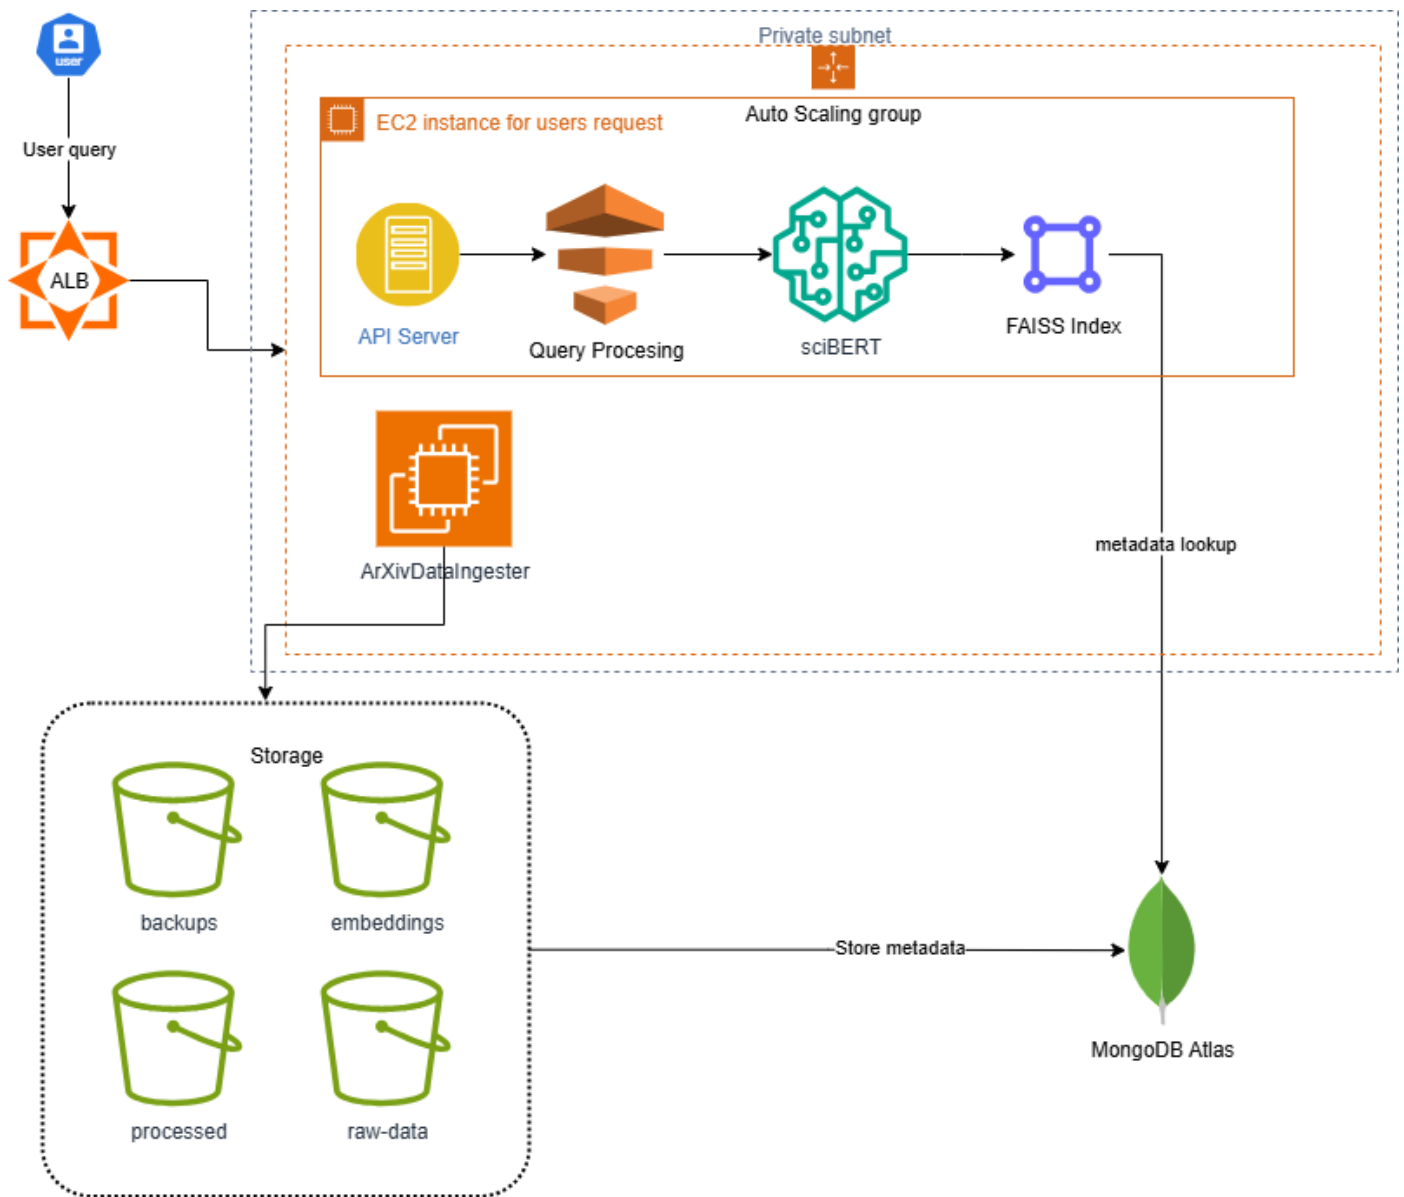 user
Private subnet
Auto Scaling group
EC2 instance for users request
User query
ALB
API Server
Query Procesing
sciBERT
FAISS Index
metadata lookup
ArXivDataIngester
Storage
backups
embeddings
Store metadata
processed
raw-data
MongoDB Atlas